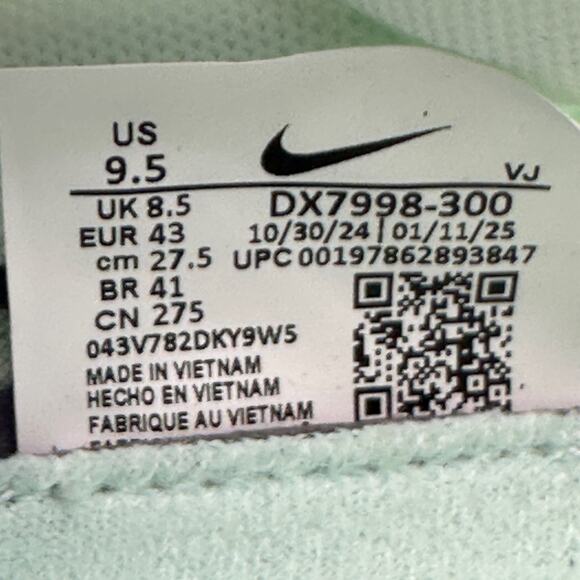 US
9.5
VJ
UK 8.5
DX7998-300
EUR 43
10/30/24 | 01/11/25
cm 27.5
UPC 00197862893847
BR 41
CN 275
043V782DKY9W5
MADE IN VIETNAM
HECHO EN VIETNAM
FABRIQUE AU VIETNAM